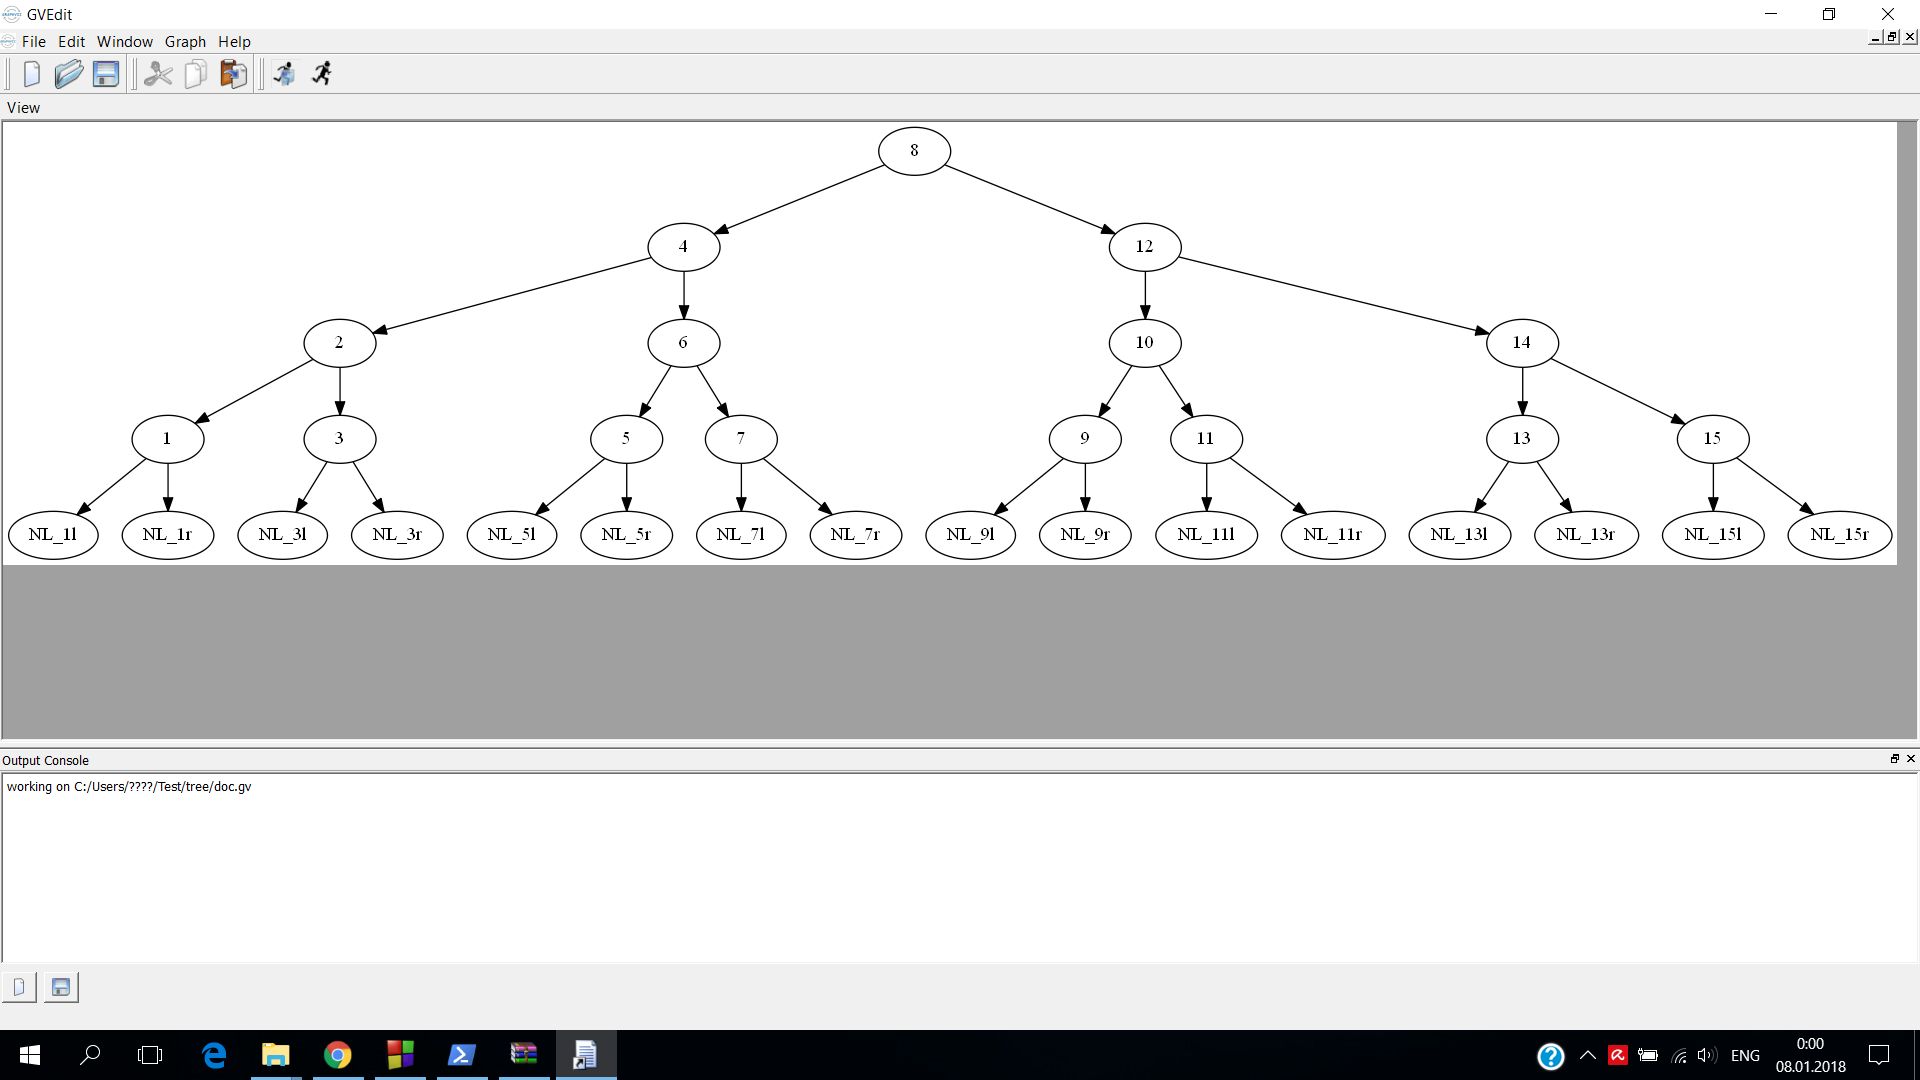 GVEdit
File Edit Window Graph Help
View
8
4 12
2 6 10 14
1 3 5 7 9 11 13 15
NL_1l NL_1r NL_3l NL_3r NL_5l NL_5r NL_7l NL_7r NL_9l NL_9r NL_11l NL_11r NL_13l NL_13r NL_15l NL_15r
Output Console
working on C:/Users/????/Test/tree/doc.gv
ENG
0:00
08.01.2018